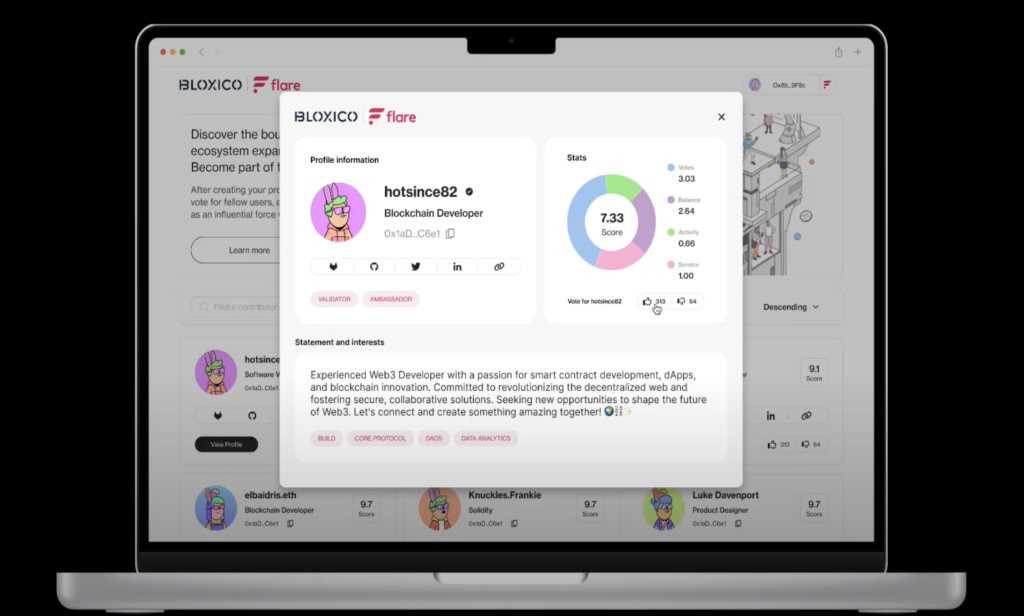 BLOXICO flare
0x8b...9F8c
Discover the bou
ecosystem expa
Become part of t
After creating your pro
vote for fellow users, a
as an influential force
Learn more
Find a contributor
Descending
BLOXICO flare
Profile information
hotsince82
Blockchain Developer
0x1aD...C6e1
in
VALIDATOR
AMBASSADOR
Stats
7.33
Score
Votes
3.03
Balance
2.64
Activity
0.66
Service
1.00
Vote for hotsince82
313
64
Statement and interests
Experienced Web3 Developer with a passion for smart contract development, dApps,
and blockchain innovation. Committed to revolutionizing the decentralized web and
fostering secure, collaborative solutions. Seeking new opportunities to shape the future
of Web3. Let's connect and create something amazing together! 🌍⛓️✨
BUILD
CORE PROTOCOL
DAOS
DATA ANALYTICS
hotsince
Software
0x1aD...C6e1
View Profile
9.1
Score
in
313
64
elbaidris.eth
Blockchain Developer
0x1aD...C6e1
9.7
Score
Knuckles.Frankie
Solidity
0x1aD...C6e1
9.7
Score
Luke Davenport
Product Designer
0x1aD...C6e1
9.7
Score